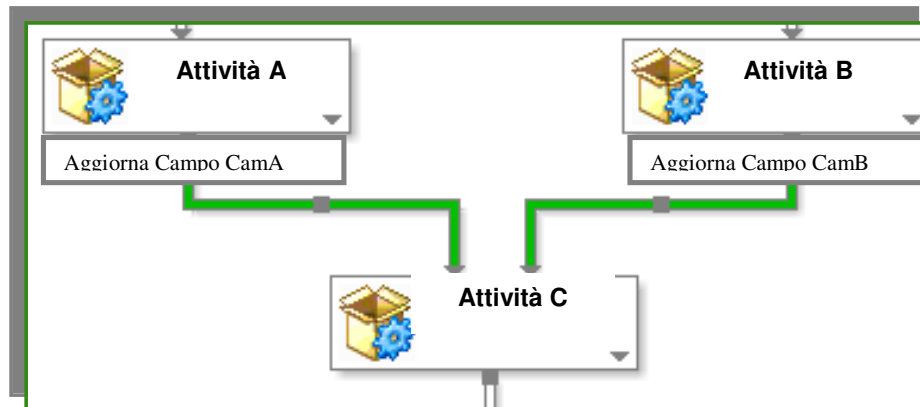 Attività A
Attività B
Aggiorna Campo CamA
Aggiorna Campo CamB
Attività C